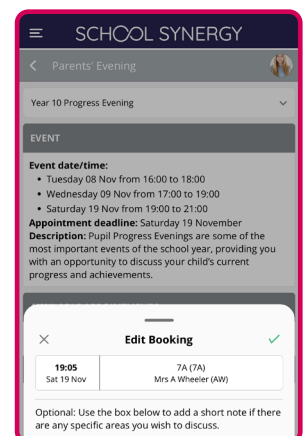 SCHOOL SYNERGY
Parents' Evening
Year 10 Progress Evening
EVENT
Event date/time:
• Tuesday 08 Nov from 16:00 to 18:00
• Wednesday 09 Nov from 17:00 to 19:00
• Saturday 19 Nov from 19:00 to 21:00
Appointment deadline: Saturday 19 November
Description: Pupil Progress Evenings are some of the
most important events of the school year, providing you
with an opportunity to discuss your child's current
progress and achievements.
Edit Booking
19:05 7A (7A)
Sat 19 Nov Mrs A Wheeler (AW)
Optional: Use the box below to add a short note if there
are any specific areas you wish to discuss.